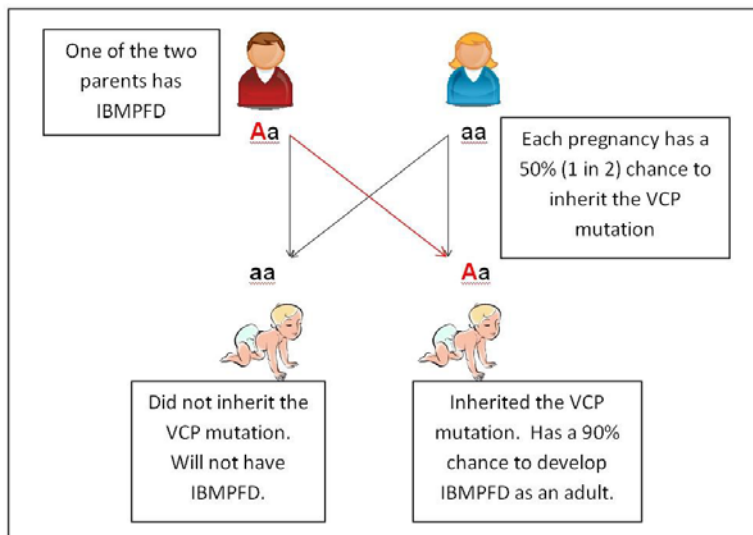 One of the two
parents has
IBMPFD
Aa
aa
Each pregnancy has a
50% (1 in 2) chance to
inherit the VCP
mutation
aa
Aa
Did not inherit the
VCP mutation.
Will not have
IBMPFD.
Inherited the VCP
mutation.  Has a 90%
chance to develop
IBMPFD as an adult.